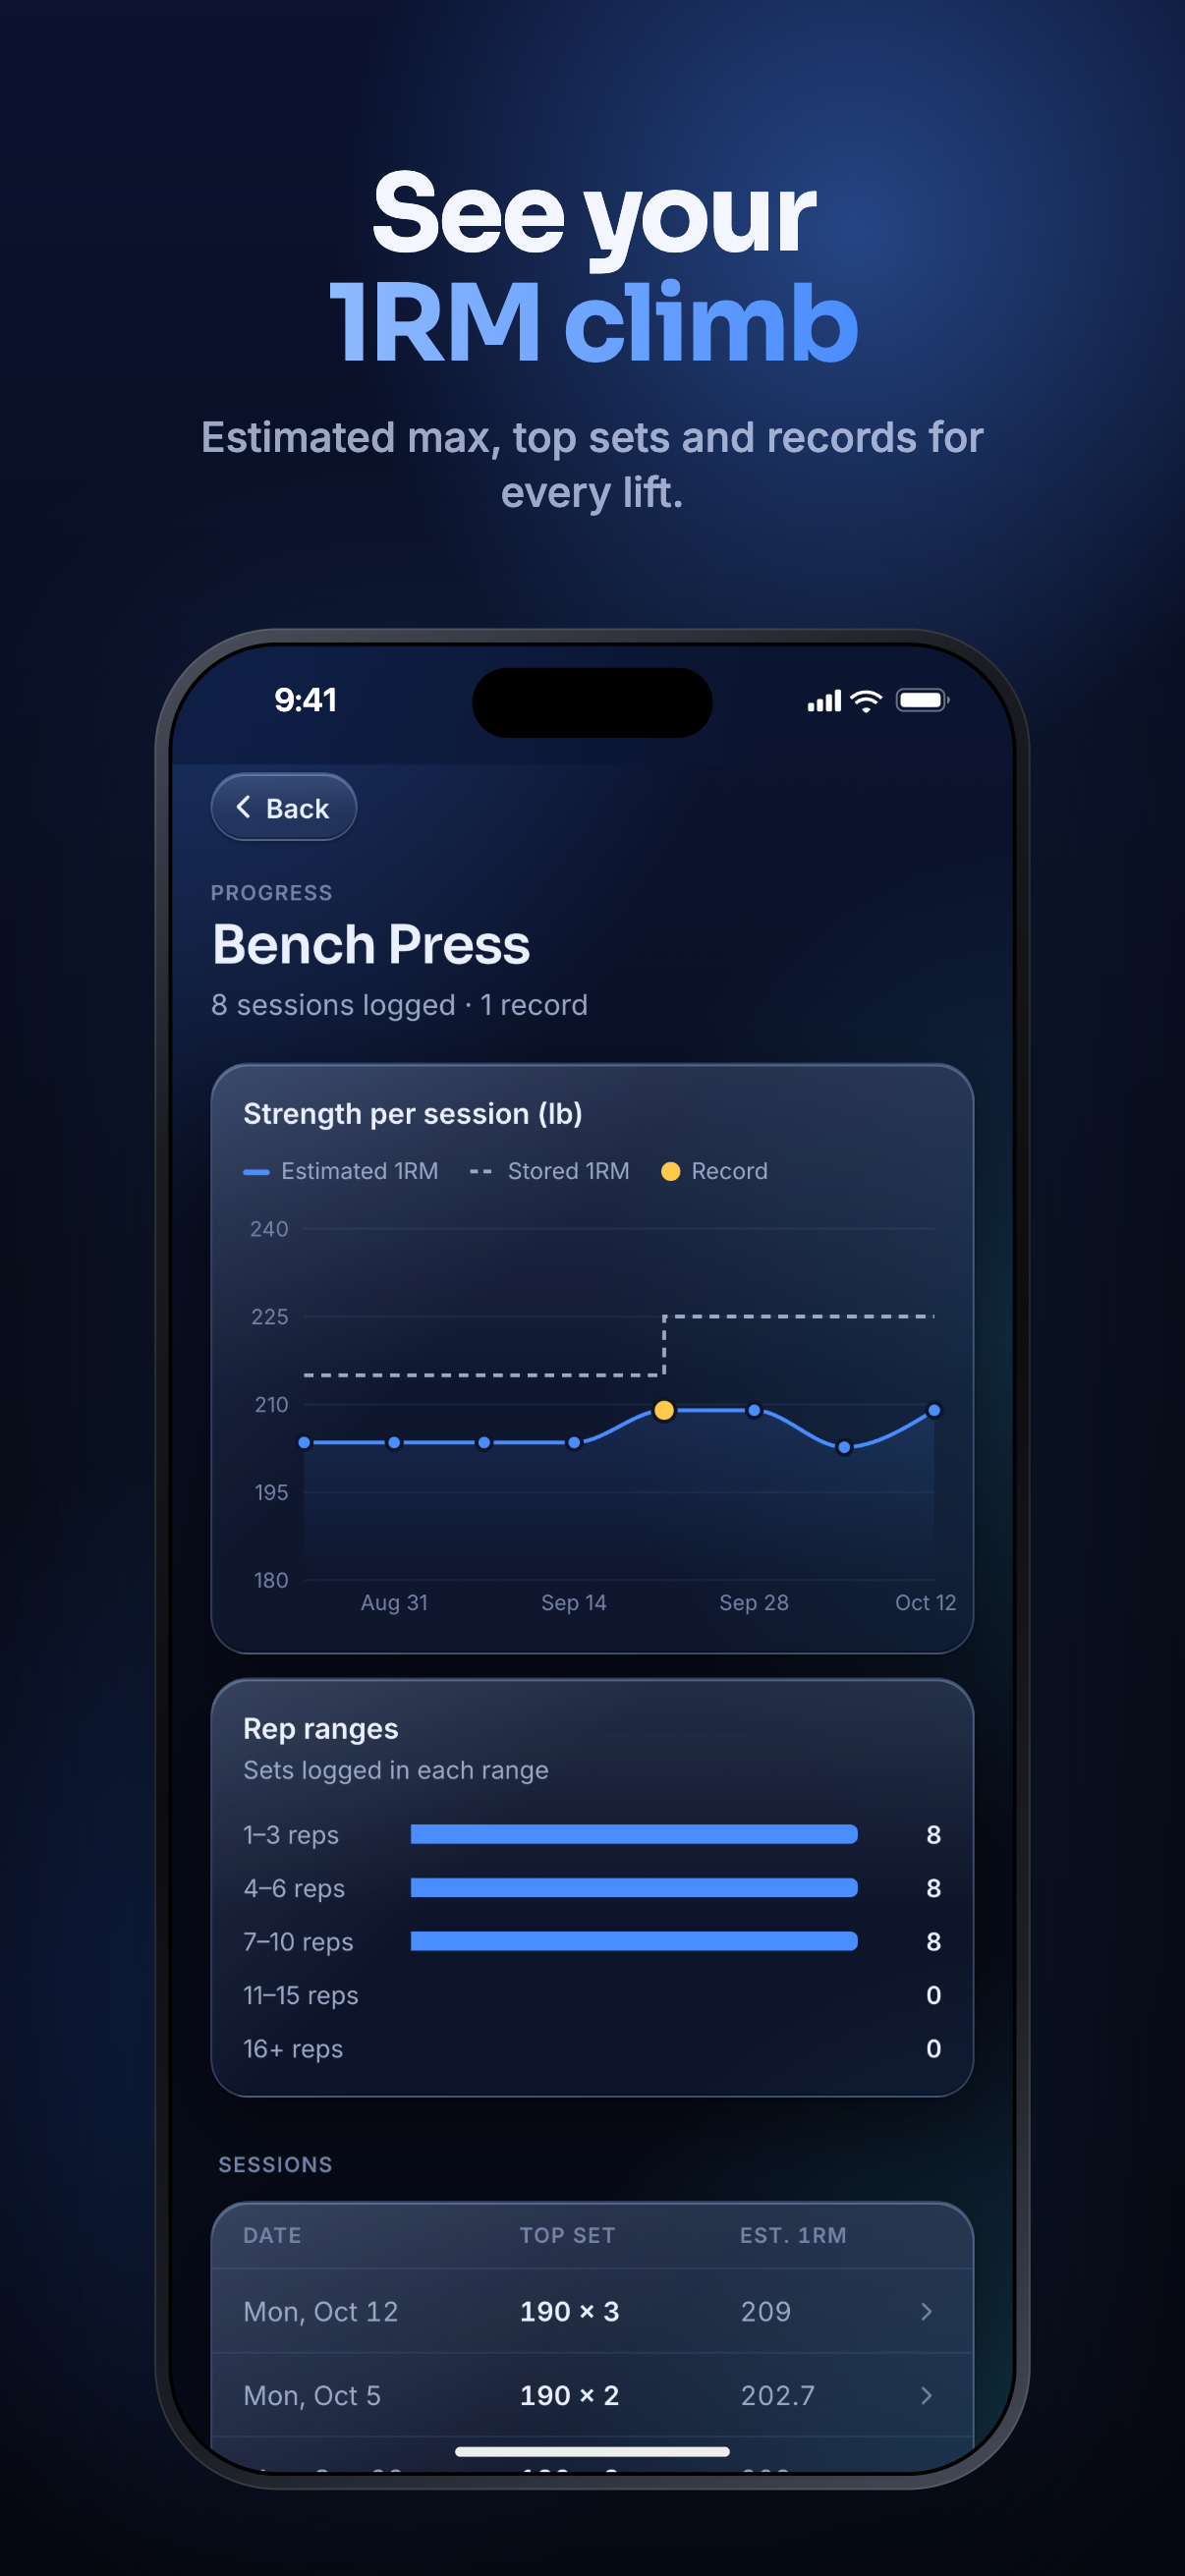 See your
1RM climb
Estimated max, top sets and records for
every lift.
9:41
Back
PROGRESS
Bench Press
8 sessions logged · 1 record
Strength per session (lb)
Estimated 1RM -- Stored 1RM Record
240
225
210
195
180
Aug 31 Sep 14 Sep 28 Oct 12
Rep ranges
Sets logged in each range
1–3 reps 8
4–6 reps 8
7–10 reps 8
11–15 reps 0
16+ reps 0
SESSIONS
DATE TOP SET EST. 1RM
Mon, Oct 12 190 × 3 209
Mon, Oct 5 190 × 2 202.7